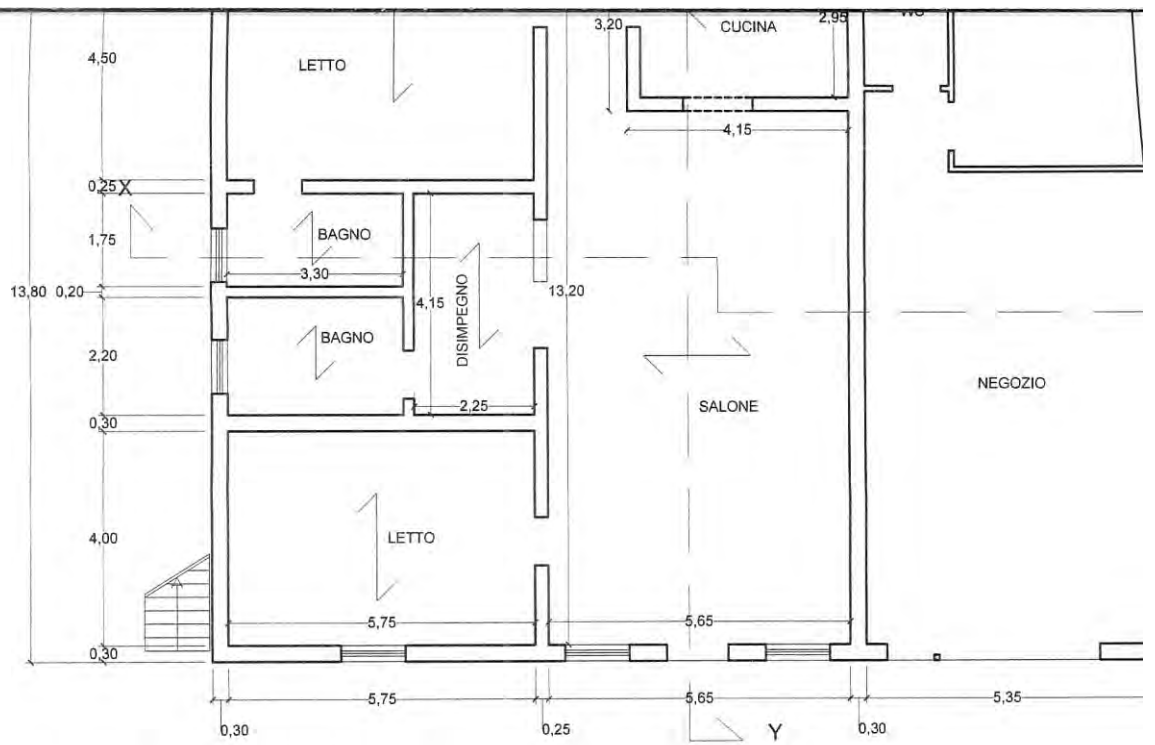 3,20
CUCINA
2,95
4,50
LETTO
4,15
0,25
X
1,75
BAGNO
3,30
13,80
0,20
4,15
DISIMPEGNO
13,20
BAGNO
2,20
NEGOZIO
2,25
SALONE
0,30
4,00
LETTO
5,75
5,65
0,30
5,75
5,65
5,35
0,30
0,25
Y
0,30